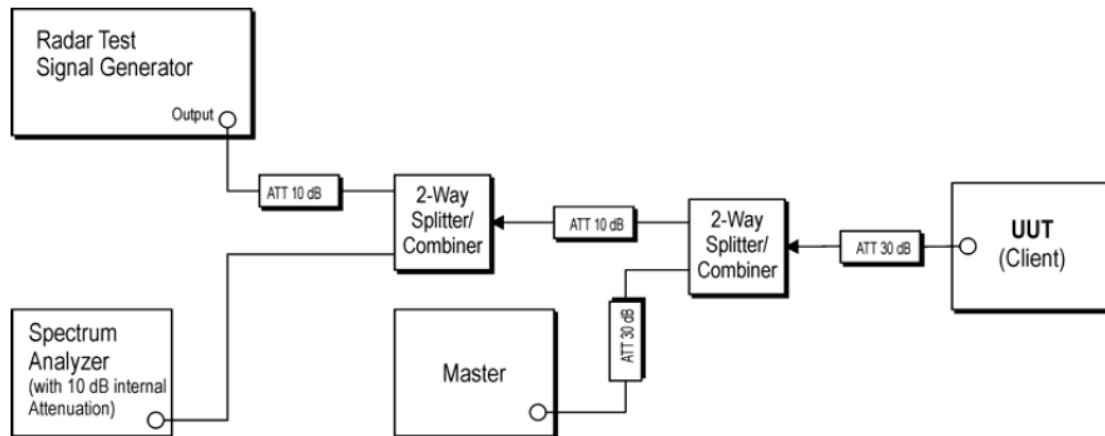 Radar Test
Signal Generator
Output
ATT 10 dB
2-Way
Splitter/
Combiner
ATT 10 dB
2-Way
Splitter/
Combiner
ATT 30 dB
UUT
(Client)
Spectrum
Analyzer
(with 10 dB internal
Attenuation)
Master
ATT 30 dB